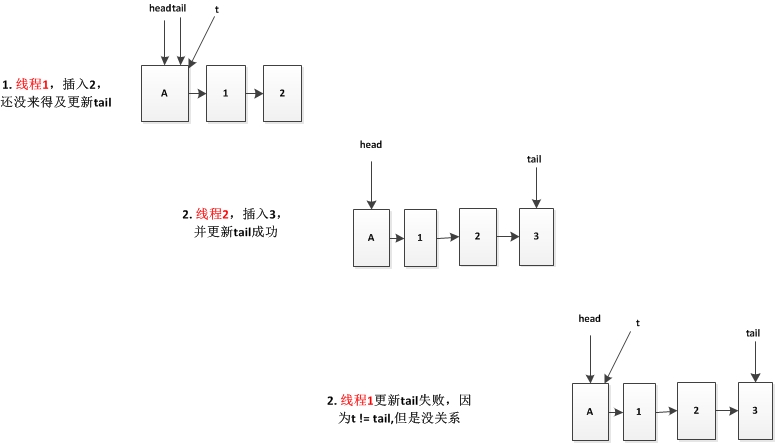 headtail t
A 1 2
1. 线程1，插入2，
还没来得及更新tail
head
tail
2. 线程2，插入3，
并更新tail成功
A 1 2 3
head
t
tail
2. 线程1更新tail失败，因
为t != tail,但是没关系
A 1 2 3